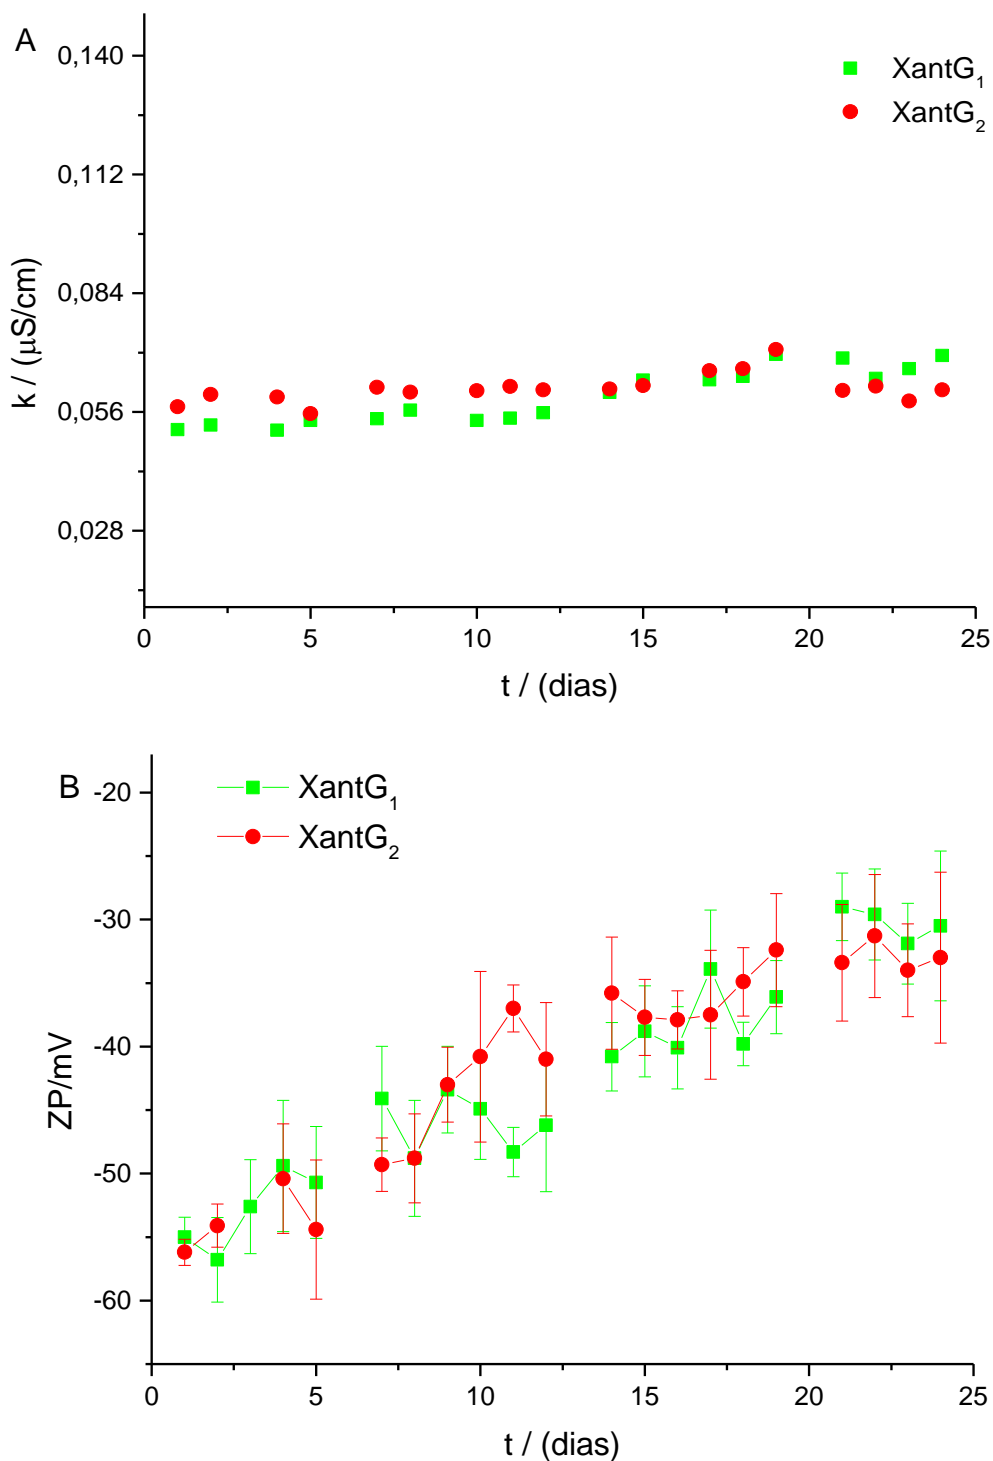 A
0,140
XantG₁
XantG₂
0,112
0,084
0,056
0,028
k / (μS/cm)
0 5 10 15 20 25
t / (dias)
B
XantG₁
XantG₂
-20
-30
-40
-50
-60
ZP/mV
0 5 10 15 20 25
t / (dias)